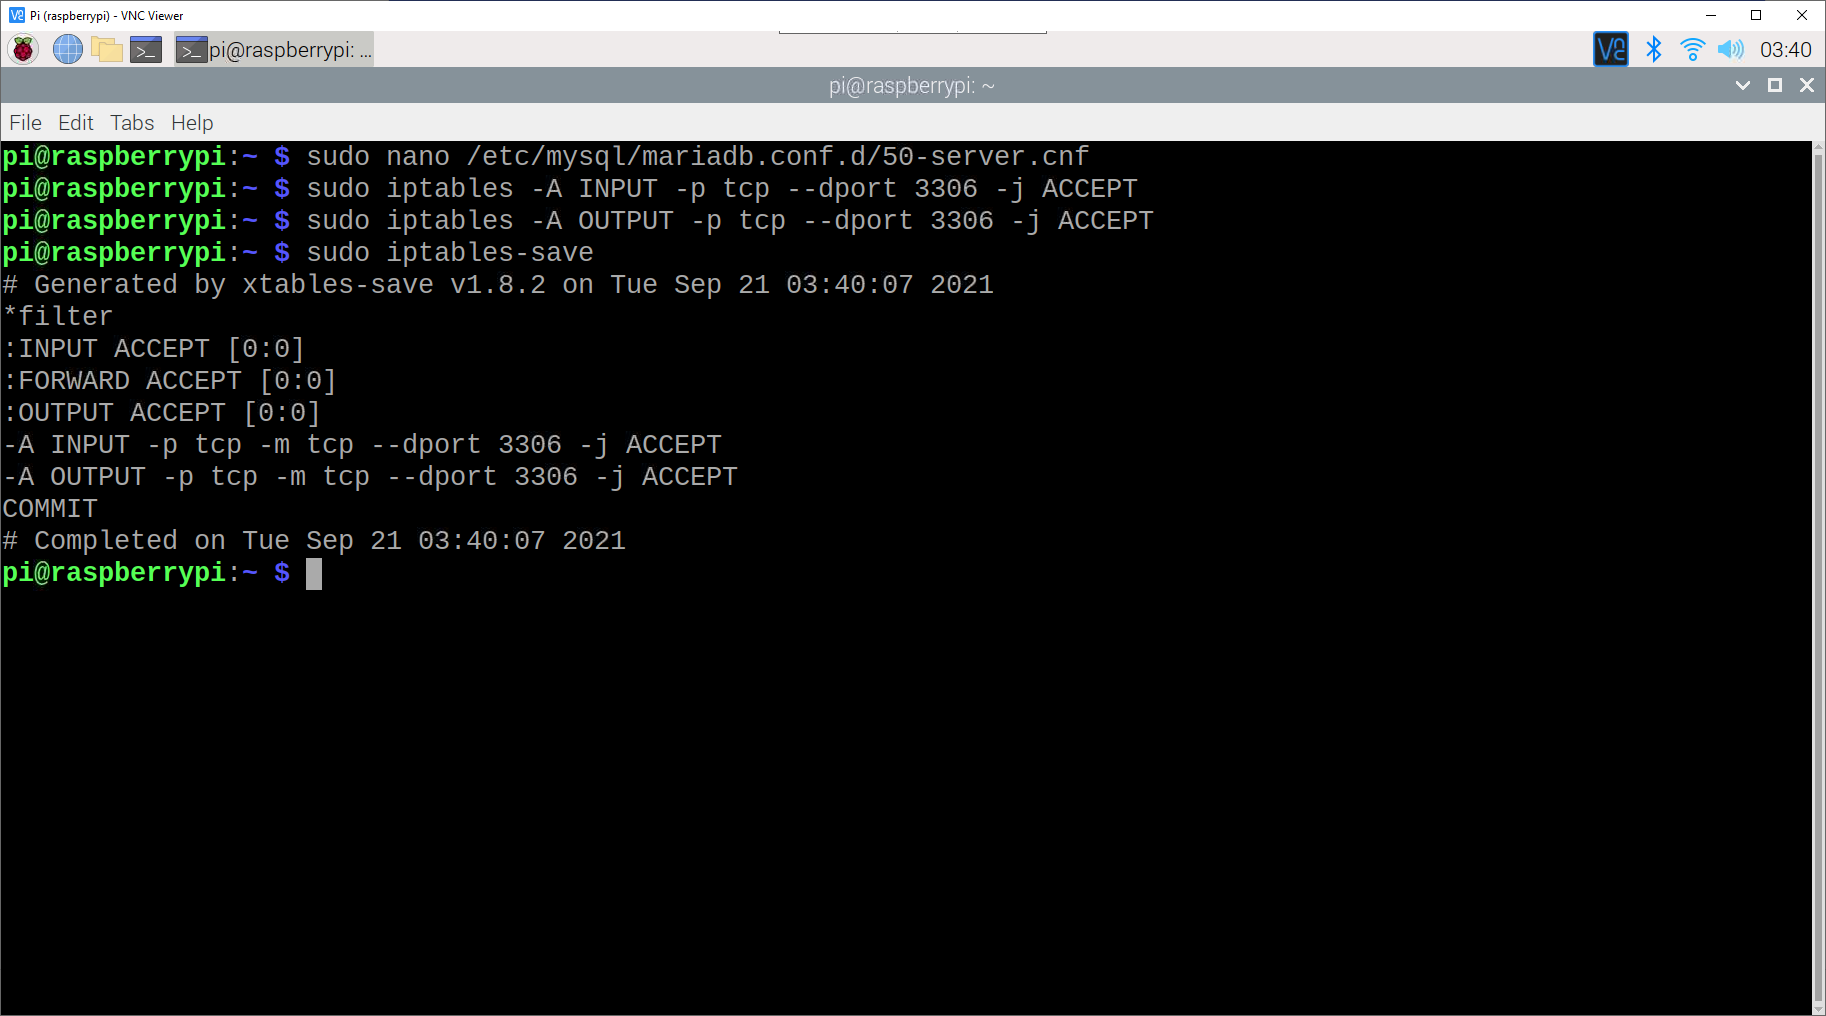 Pi (raspberrypi) - VNC Viewer
pi@raspberrypi: ...
03:40
pi@raspberrypi: ~
File Edit Tabs Help
pi@raspberrypi:~ $ sudo nano /etc/mysql/mariadb.conf.d/50-server.cnf
pi@raspberrypi:~ $ sudo iptables -A INPUT -p tcp --dport 3306 -j ACCEPT
pi@raspberrypi:~ $ sudo iptables -A OUTPUT -p tcp --dport 3306 -j ACCEPT
pi@raspberrypi:~ $ sudo iptables-save
# Generated by xtables-save v1.8.2 on Tue Sep 21 03:40:07 2021
*filter
:INPUT ACCEPT [0:0]
:FORWARD ACCEPT [0:0]
:OUTPUT ACCEPT [0:0]
-A INPUT -p tcp -m tcp --dport 3306 -j ACCEPT
-A OUTPUT -p tcp -m tcp --dport 3306 -j ACCEPT
COMMIT
# Completed on Tue Sep 21 03:40:07 2021
pi@raspberrypi:~ $